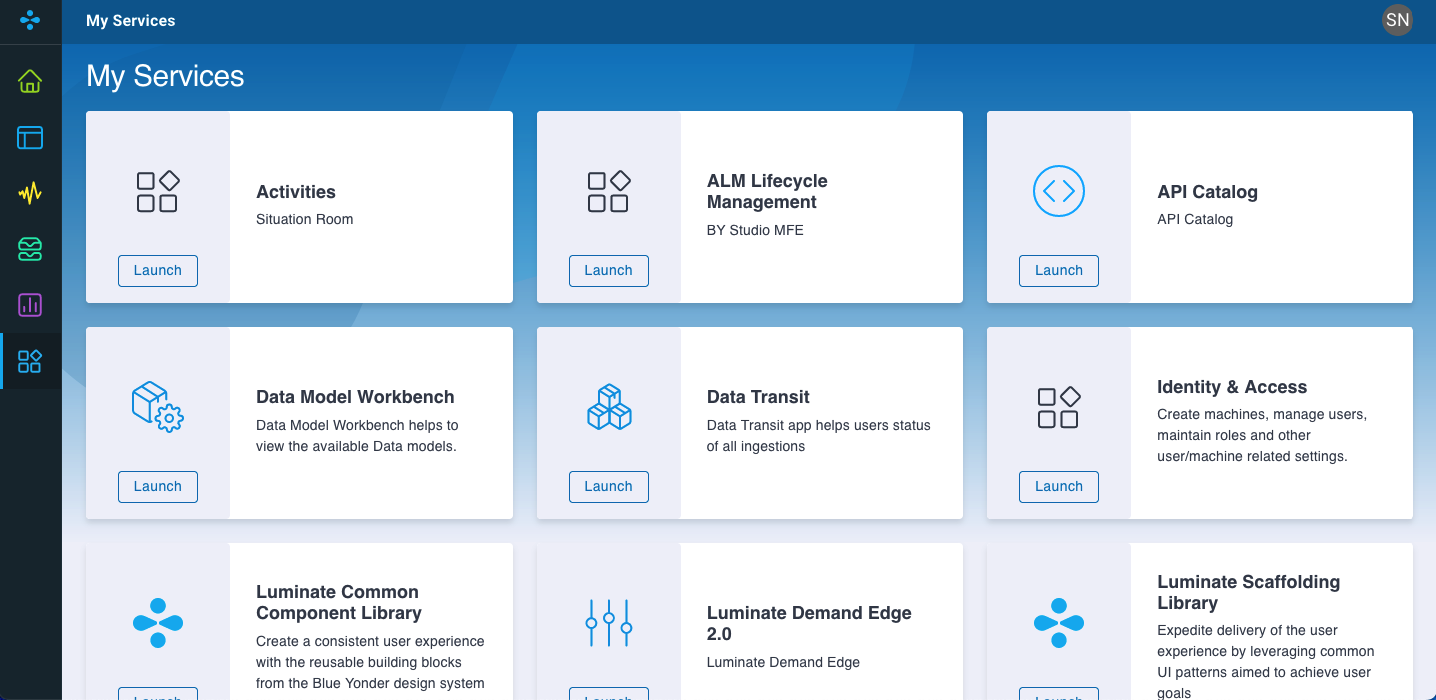 My Services
SN
My Services
Activities
Situation Room
Launch
ALM Lifecycle
Management
BY Studio MFE
Launch
API Catalog
API Catalog
Launch
Data Model Workbench
Data Model Workbench helps to
view the available Data models.
Launch
Data Transit
Data Transit app helps users status
of all ingestions
Launch
Identity & Access
Create machines, manage users,
maintain roles and other
user/machine related settings.
Launch
Luminate Common
Component Library
Create a consistent user experience
with the reusable building blocks
from the Blue Yonder design system
Launch
Luminate Demand Edge
2.0
Luminate Demand Edge
Launch
Luminate Scaffolding
Library
Expedite delivery of the user
experience by leveraging common
UI patterns aimed to achieve user
goals
Launch